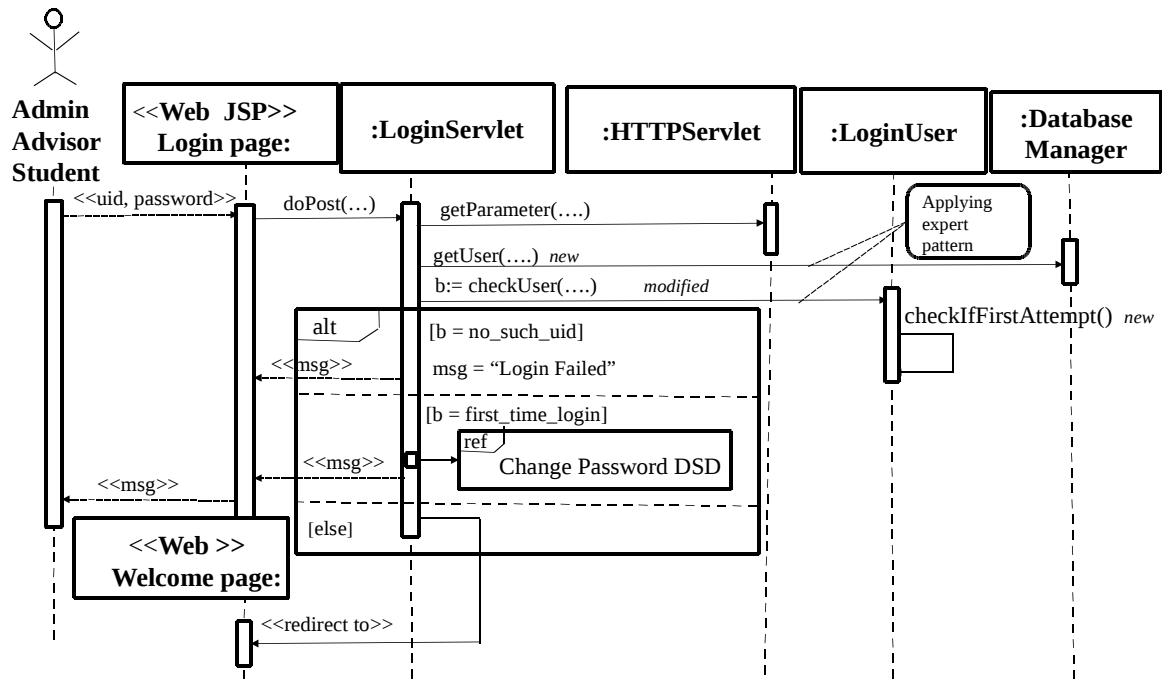 Admin
Advisor
Student
<<Web  JSP>>
Login page:
:LoginServlet
:HTTPServlet
:LoginUser
:Database
Manager
<<uid, password>>
doPost(…)
getParameter(….)
Applying
expert
pattern
getUser(….) new
b:= checkUser(….) modified
checkIfFirstAttempt() new
alt
[b = no_such_uid]
<<msg>>
msg = “Login Failed”
[b = first_time_login]
ref
Change Password DSD
<<msg>>
<<msg>>
[else]
<<Web >>
Welcome page:
<<redirect to>>